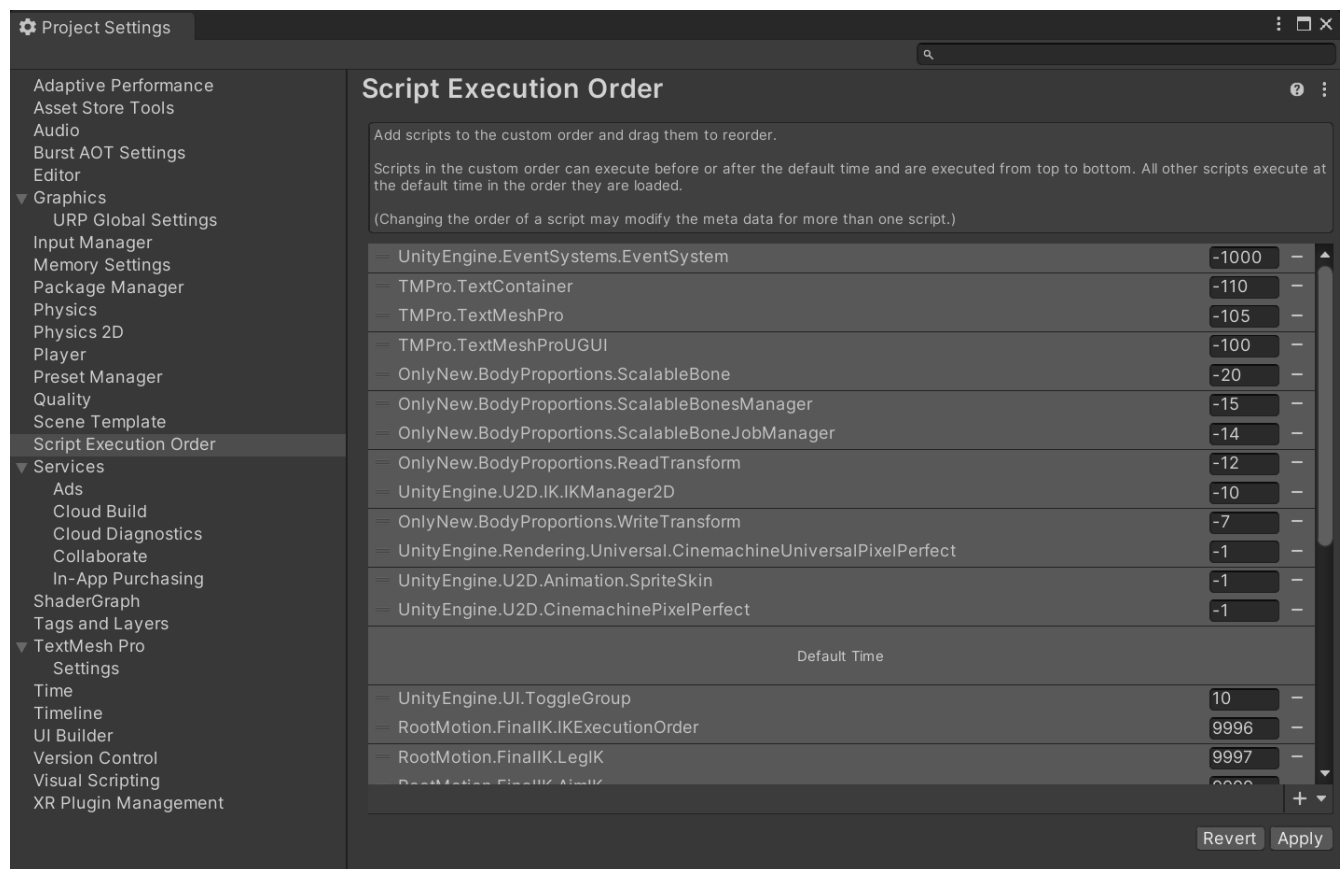 Project Settings
Adaptive Performance
Asset Store Tools
Audio
Burst AOT Settings
Editor
Graphics
URP Global Settings
Input Manager
Memory Settings
Package Manager
Physics
Physics 2D
Player
Preset Manager
Quality
Scene Template
Script Execution Order
Services
Ads
Cloud Build
Cloud Diagnostics
Collaborate
In-App Purchasing
ShaderGraph
Tags and Layers
TextMesh Pro
Settings
Time
Timeline
UI Builder
Version Control
Visual Scripting
XR Plugin Management
Script Execution Order
Add scripts to the custom order and drag them to reorder.
Scripts in the custom order can execute before or after the default time and are executed from top to bottom. All other scripts execute at
the default time in the order they are loaded.
(Changing the order of a script may modify the meta data for more than one script.)
UnityEngine.EventSystems.EventSystem -1000
TMPro.TextContainer -110
TMPro.TextMeshPro -105
TMPro.TextMeshProUGUI -100
OnlyNew.BodyProportions.ScalableBone -20
OnlyNew.BodyProportions.ScalableBonesManager -15
OnlyNew.BodyProportions.ScalableBoneJobManager -14
OnlyNew.BodyProportions.ReadTransform -12
UnityEngine.U2D.IK.IKManager2D -10
OnlyNew.BodyProportions.WriteTransform -7
UnityEngine.Rendering.Universal.CinemachineUniversalPixelPerfect -1
UnityEngine.U2D.Animation.SpriteSkin -1
UnityEngine.U2D.CinemachinePixelPerfect -1
Default Time
UnityEngine.UI.ToggleGroup 10
RootMotion.FinalIK.IKExecutionOrder 9996
RootMotion.FinalIK.LegIK 9997
RootMotion.FinalIK.AimIK
Revert Apply